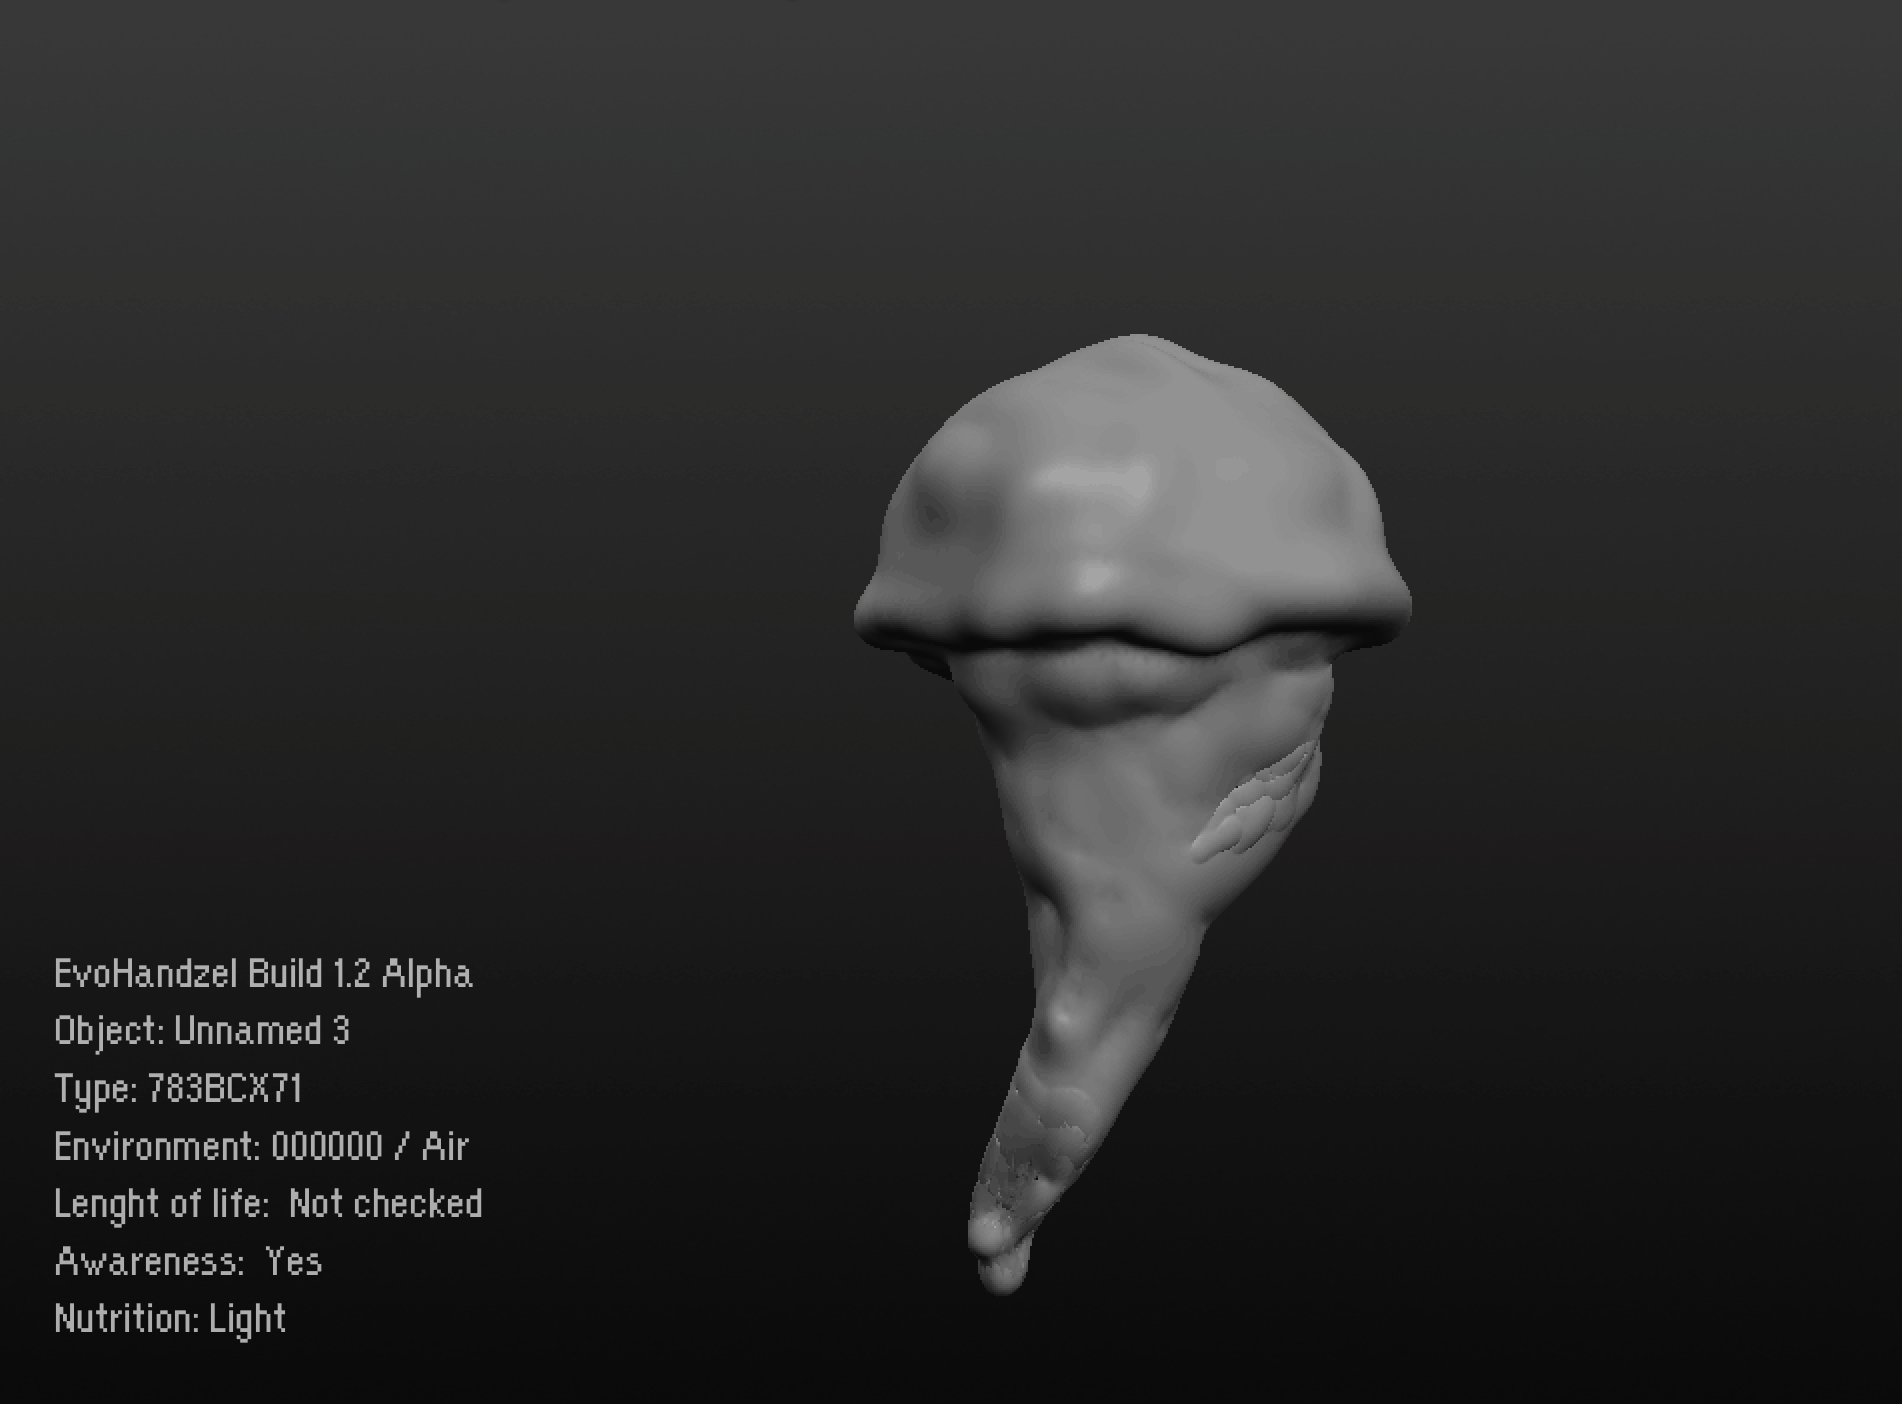 EvoHandzel Build 1.2 Alpha
Object: Unnamed 3
Type: 783BCX71
Environment: 000000 / Air
Lenght of life:  Not checked
Awareness:  Yes
Nutrition: Light